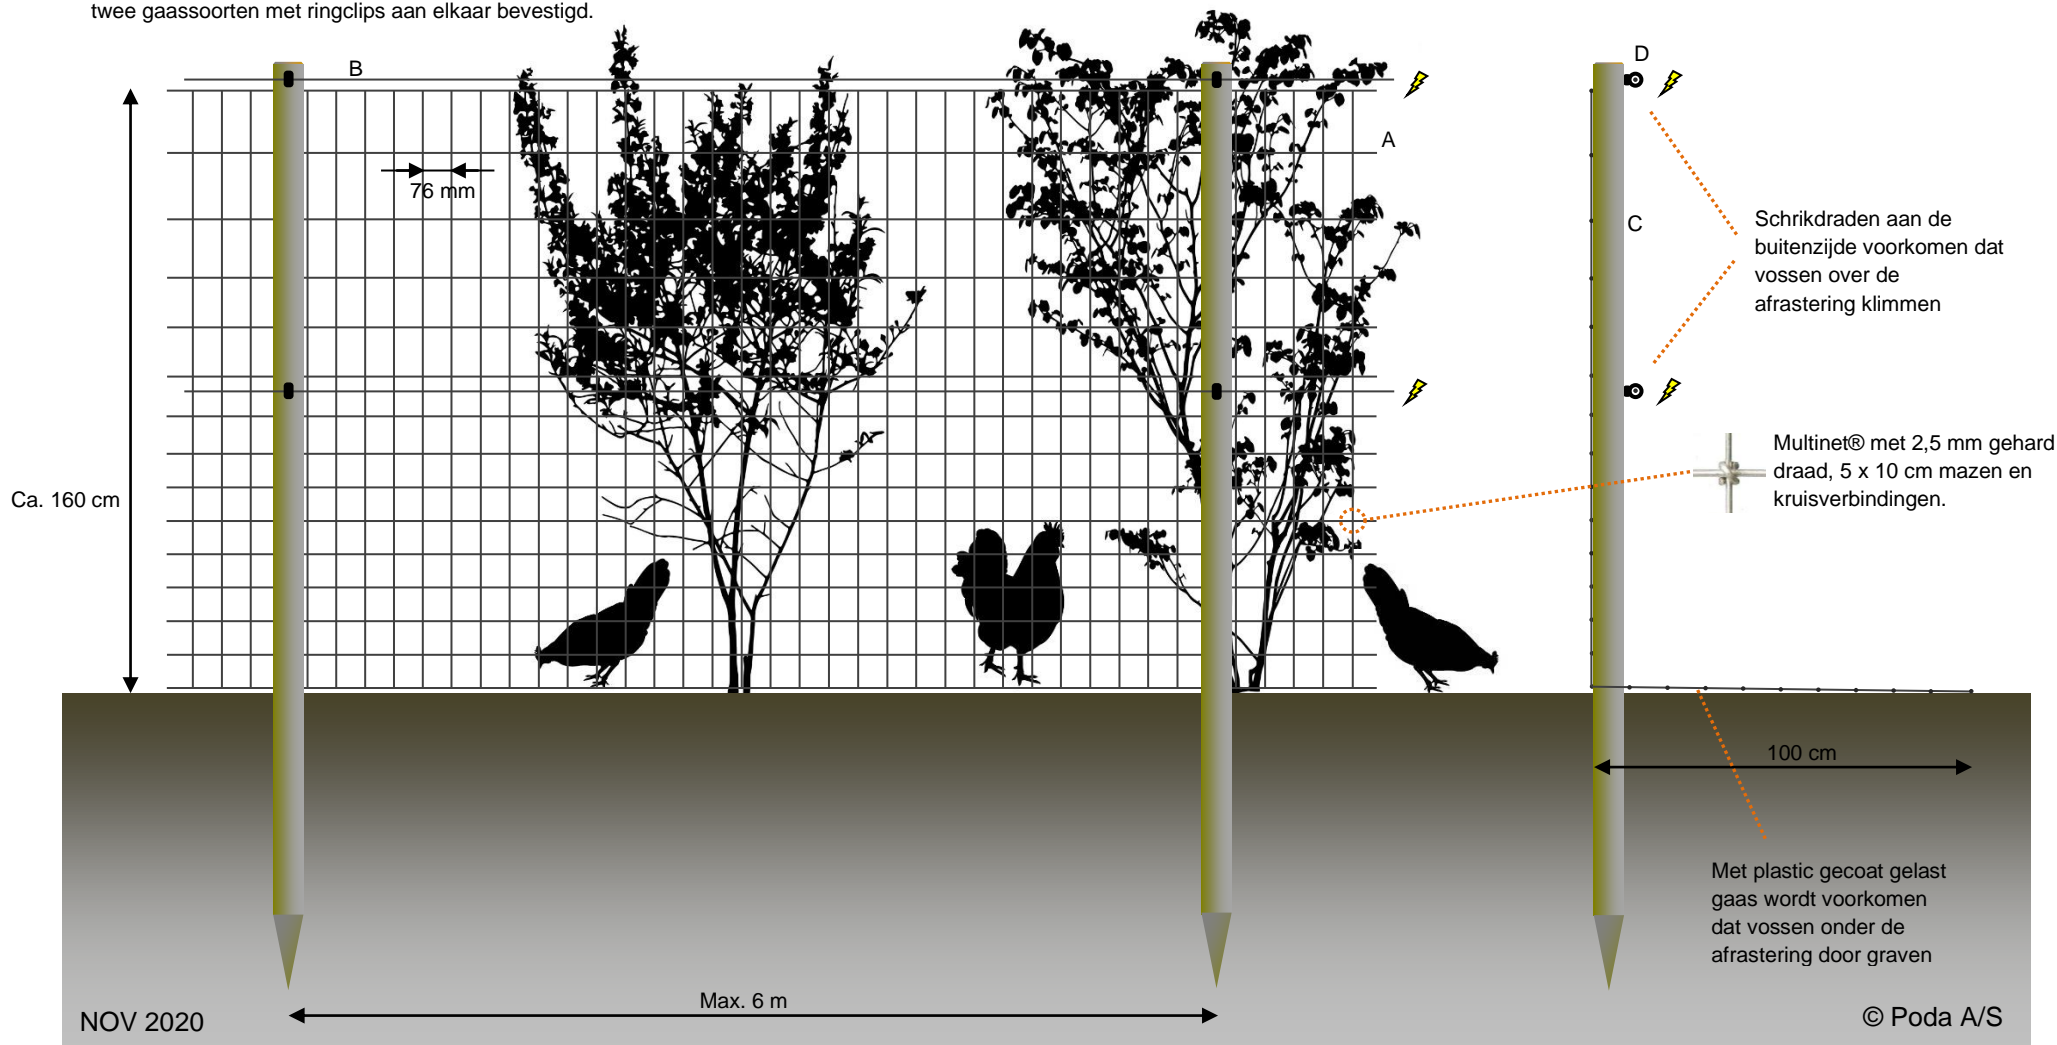 twee gaassoorten met ringclips aan elkaar bevestigd.
B
D
A
76 mm
C
Schrikdraden aan de
buitenzijde voorkomen dat
vossen over de
afrastering klimmen
Multinet® met 2,5 mm gehard
draad, 5 x 10 cm mazen en
kruisverbindingen.
Ca. 160 cm
100 cm
Met plastic gecoat gelast
gaas wordt voorkomen
dat vossen onder de
afrastering door graven
Max. 6 m
NOV 2020
© Poda A/S